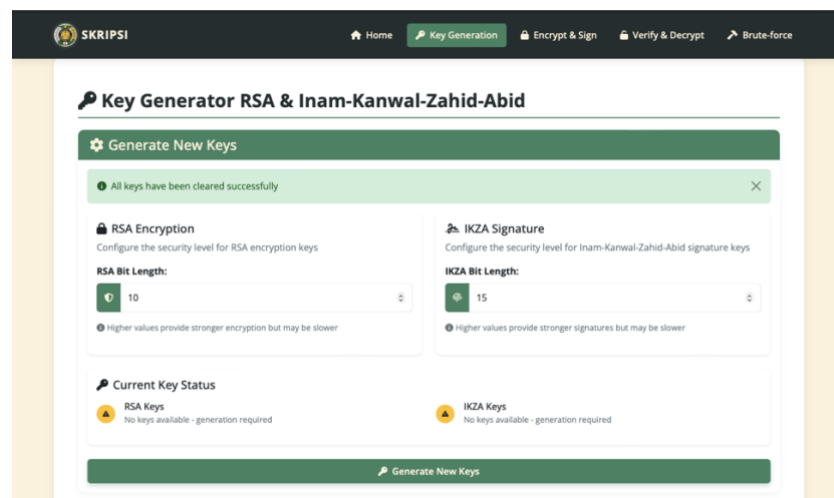 SKRIPSI
Home
Key Generation
Encrypt & Sign
Verify & Decrypt
Brute-force
Key Generator RSA & Inam-Kanwal-Zahid-Abid
Generate New Keys
All keys have been cleared successfully
RSA Encryption
Configure the security level for RSA encryption keys
RSA Bit Length:
10
Higher values provide stronger encryption but may be slower
IKZA Signature
Configure the security level for Inam-Kanwal-Zahid-Abid signature keys
IKZA Bit Length:
15
Higher values provide stronger signatures but may be slower
Current Key Status
RSA Keys
No keys available - generation required
IKZA Keys
No keys available - generation required
Generate New Keys